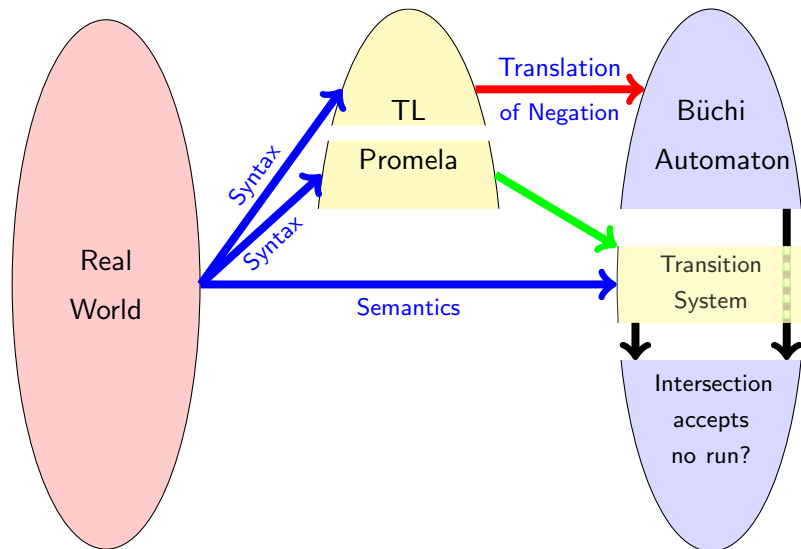 Real
World
Syntax
Syntax
TL
Promela
Translation
of Negation
Semantics
Büchi
Automaton
Transition
System
Intersection
accepts
no run?